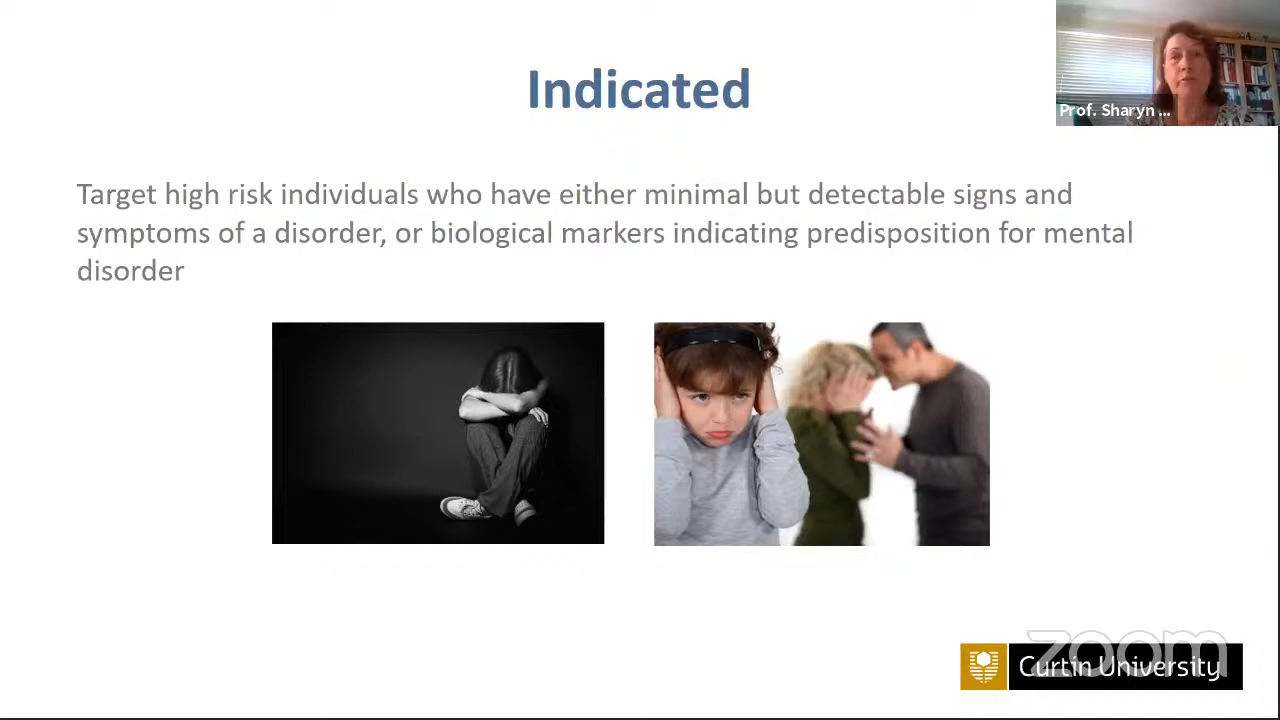 Indicated
Prof. Sharyn ...
Target high risk individuals who have either minimal but detectable signs and
symptoms of a disorder, or biological markers indicating predisposition for mental
disorder
zoom
Curtin University